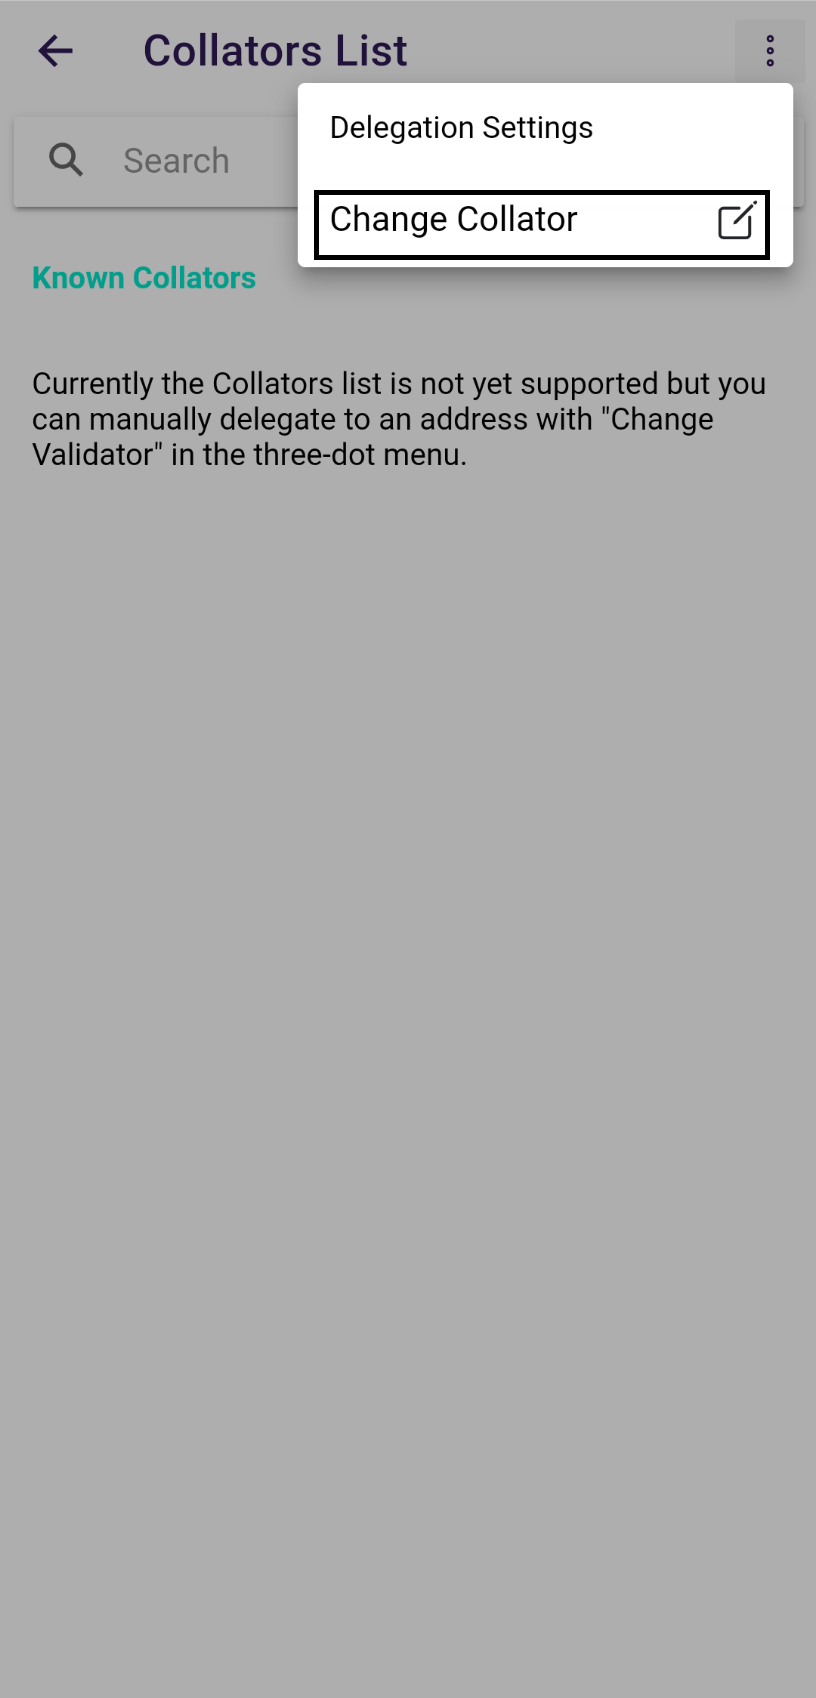 Collators List
Delegation Settings
Search
Change Collator
Known Collators
Currently the Collators list is not yet supported but you
can manually delegate to an address with "Change
Validator" in the three-dot menu.